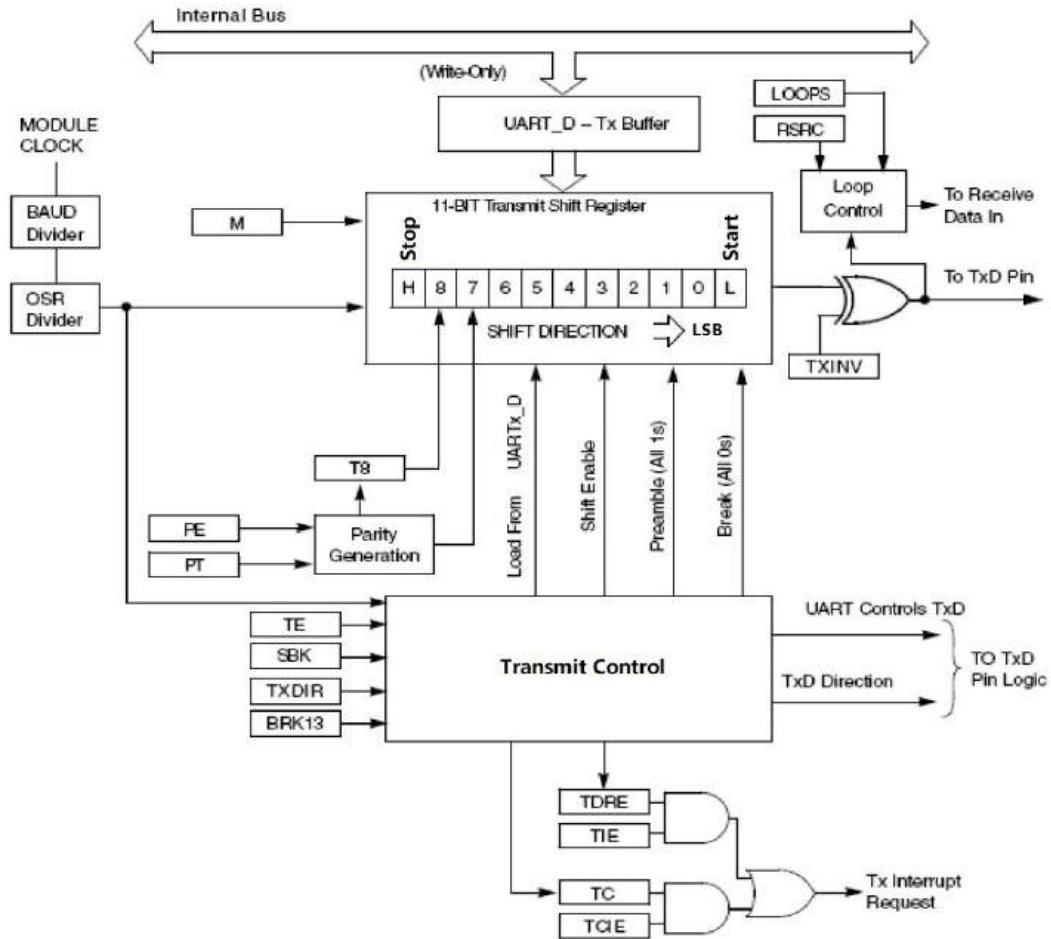 Internal Bus
(Write-Only)
UART_D – Tx Buffer
LOOPS
RSRC
Loop
Control
To Receive
Data In
MODULE
CLOCK
BAUD
Divider
OSR
Divider
M
11-BIT Transmit Shift Register
Stop
Start
H 8 7 6 5 4 3 2 1 0 L
SHIFT DIRECTION
LSB
To TxD Pin
TXINV
T8
PE
PT
Parity
Generation
Load From UARTx_D
Shift Enable
Preamble (All 1s)
Break (All 0s)
TE
SBK
TXDIR
BRK13
Transmit Control
UART Controls TxD
TxD Direction
TO TxD
Pin Logic
TDRE
TIE
TC
TCIE
Tx Interrupt
Request